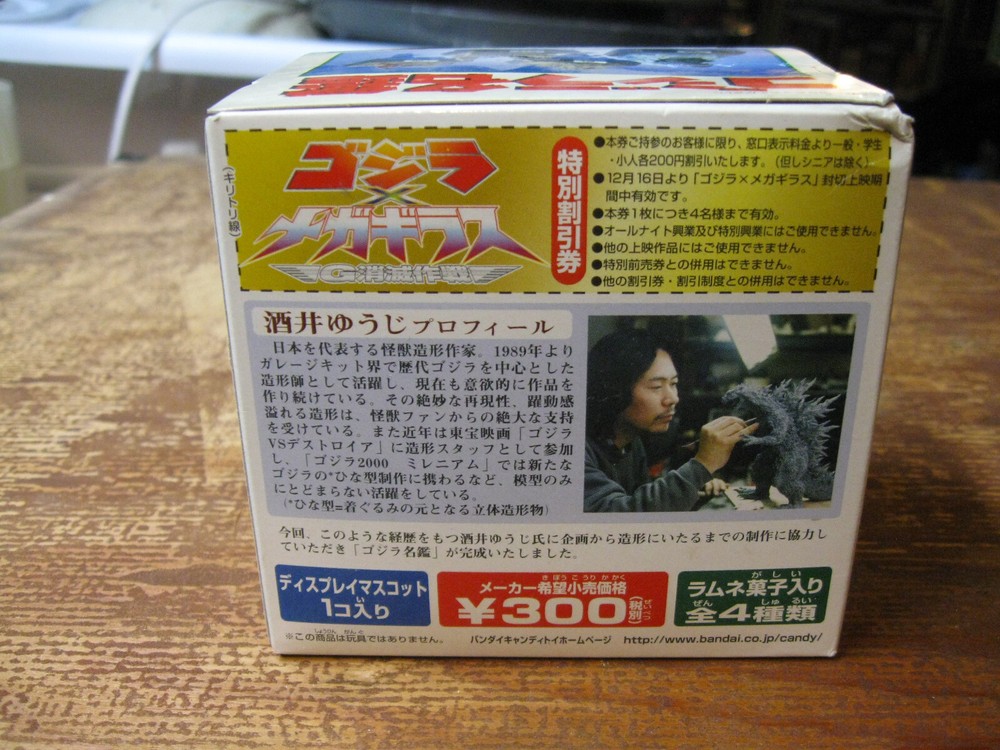 ゴジラ名鑑
(キリトリ線)
ゴジラ
×
メガギラス
G消滅作戦
特別割引券
●本券ご持参のお客様に限り、窓口表示料金より一般・学生
・小人各200円割引いたします。(但しシニアは除く)
●12月16日より「ゴジラ×メガギラス」封切上映期
間中有効です。
●本券1枚につき4名様まで有効。
●オールナイト興業及び特別興業にはご使用できません。
●他の上映作品にはご使用できません。
●特別前売券との併用はできません。
●他の割引券・割引制度との併用はできません。
酒井ゆうじプロフィール
日本を代表する怪獣造形作家。1989年より
ガレージキット界で歴代ゴジラを中心とした
造形師として活躍し、現在も意欲的に作品を
作り続けている。その絶妙な再現性、躍動感
溢れる造形は、怪獣ファンからの絶大な支持
を受けている。また近年は東宝映画「ゴジラ
VSデストロイア」に造形スタッフとして参加
し、「ゴジラ2000 ミレニアム」では新たな
ゴジラの*ひな型制作に携わるなど、模型のみ
にとどまらない活躍をしている。
(*ひな型=着ぐるみの元となる立体造形物)
今回、このような経歴をもつ酒井ゆうじ氏に企画から造形にいたるまでの制作に協力し
ていただき「ゴジラ名鑑」が完成いたしました。
ディスプレイマスコット
1コ入り
メーカー希望小売価格
¥300(税別)
ラムネ菓子入り
全4種類
※この商品は玩具ではありません。
バンダイキャンディトイホームページ http://www.bandai.co.jp/candy/